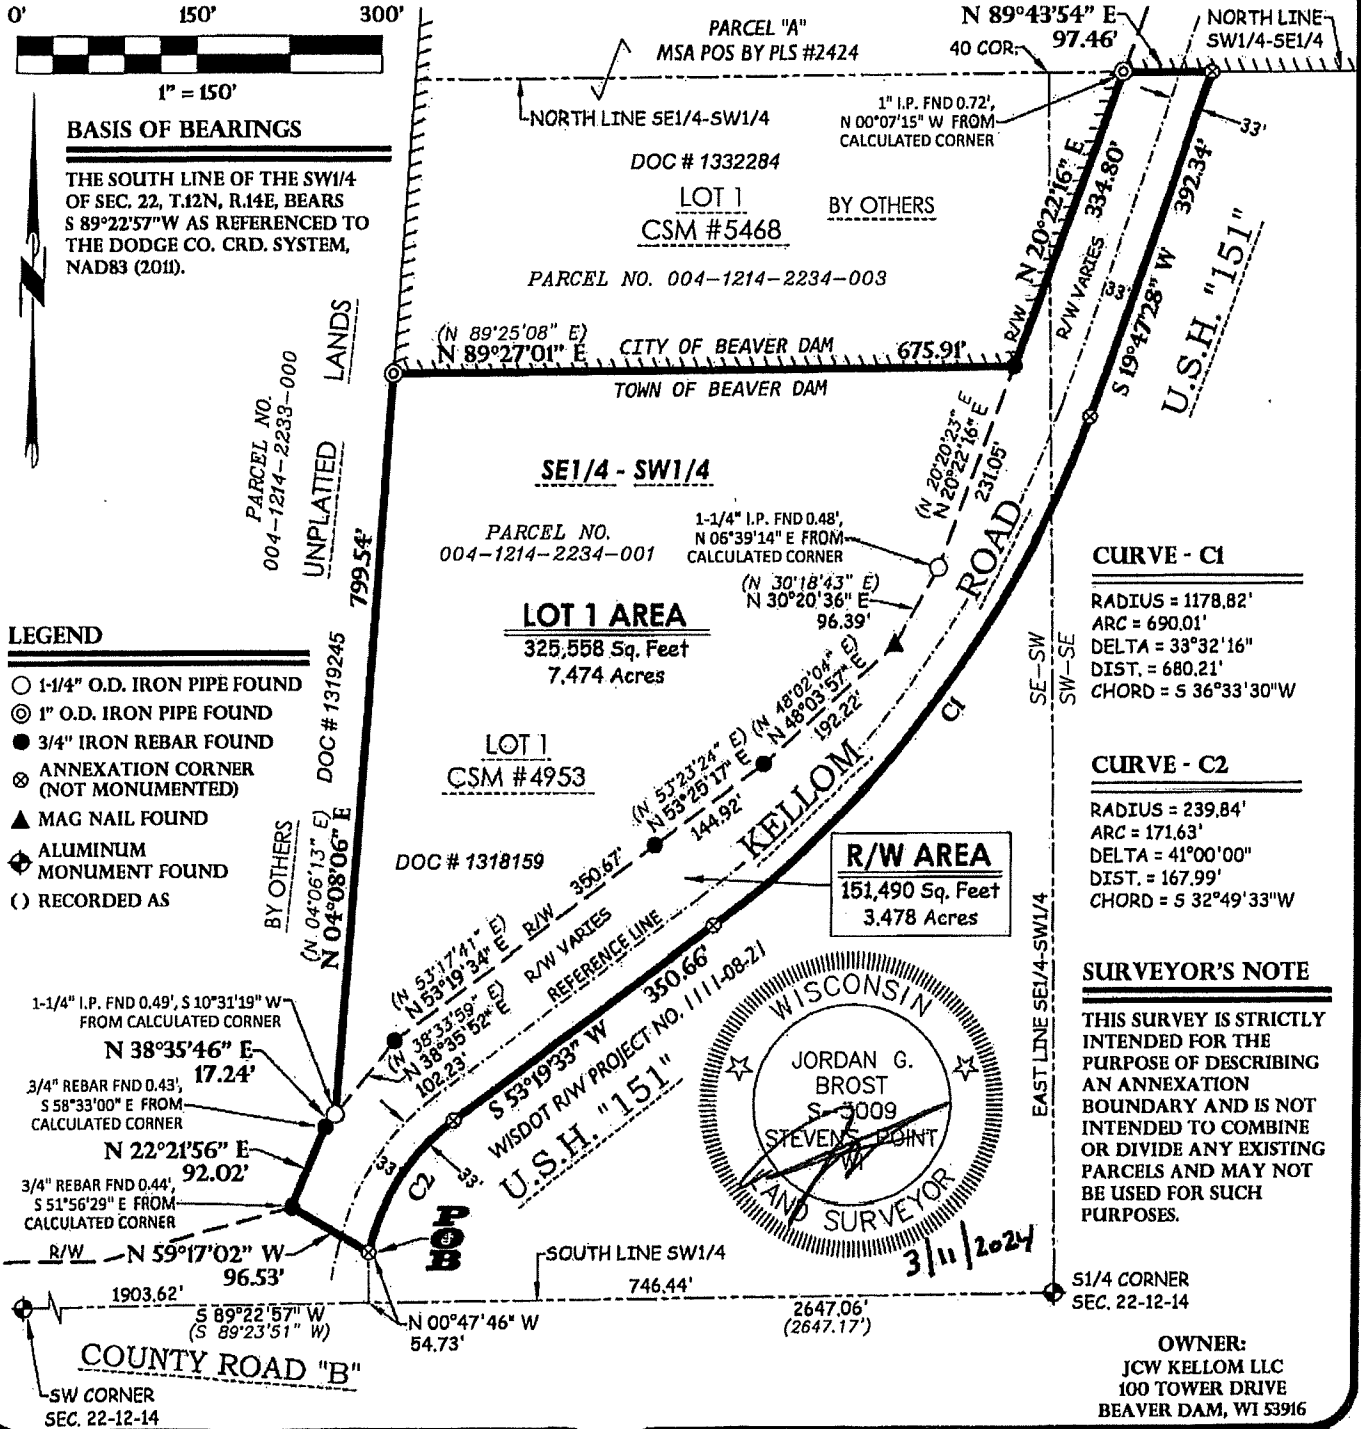 0' 150' 300'
1" = 150'
BASIS OF BEARINGS
THE SOUTH LINE OF THE SW1/4
OF SEC. 22, T.12N, R.14E, BEARS
S 89°22'57"W AS REFERENCED TO
THE DODGE CO. CRD. SYSTEM,
NAD83 (2011).
PARCEL "A"
MSA POS BY PLS #2424
NORTH LINE SE1/4-SW1/4
DOC # 1332284
LOT 1
CSM #5468
BY OTHERS
PARCEL NO. 004-1214-2234-003
N 89°43'54" E
97.46'
40 COR.
NORTH LINE
SW1/4-SE1/4
1" I.P. FND 0.72',
N 00°07'15" W FROM
CALCULATED CORNER
33'
N 20°22'16" E
334.80'
R/W
R/W VARIES
33'
392.34'
S 19°47'28" W
U.S.H. "151"
(N 89°25'08" E)
N 89°27'01" E
CITY OF BEAVER DAM
675.91'
TOWN OF BEAVER DAM
PARCEL NO.
004-1214-2233-000
UNPLATTED LANDS
799.54'
DOC # 1319245
BY OTHERS
(N 04°06'13" E)
N 04°08'06" E
SE1/4 - SW1/4
PARCEL NO.
004-1214-2234-001
LOT 1 AREA
325,558 Sq. Feet
7.474 Acres
LOT 1
CSM #4953
DOC # 1318159
(N 20°20'23" E
N 20°22'16" E
231.05'
1-1/4" I.P. FND 0.48',
N 06°39'14" E FROM
CALCULATED CORNER
(N 30°18'43" E)
N 30°20'36" E
96.39'
(N 48°02'04" E)
N 48°03'57" E
192.22'
(N 53°23'24" E)
N 53°25'17" E
144.92'
350.67'
R/W
(N 53°17'41" E)
N 53°19'34" E
(N 38°33'59" E)
N 38°35'52" E
102.23'
R/W VARIES
REFERENCE LINE
KELLOM ROAD
C1
SE-SW
SW-SE
EAST LINE SE1/4-SW1/4
LEGEND
1-1/4" O.D. IRON PIPE FOUND
1" O.D. IRON PIPE FOUND
3/4" IRON REBAR FOUND
ANNEXATION CORNER
(NOT MONUMENTED)
MAG NAIL FOUND
ALUMINUM
MONUMENT FOUND
() RECORDED AS
CURVE - C1
RADIUS = 1178.82'
ARC = 690.01'
DELTA = 33°32'16"
DIST. = 680.21'
CHORD = S 36°33'30"W
CURVE - C2
RADIUS = 239.84'
ARC = 171.63'
DELTA = 41°00'00"
DIST. = 167.99'
CHORD = S 32°49'33"W
R/W AREA
151,490 Sq. Feet
3.478 Acres
SURVEYOR'S NOTE
THIS SURVEY IS STRICTLY
INTENDED FOR THE
PURPOSE OF DESCRIBING
AN ANNEXATION
BOUNDARY AND IS NOT
INTENDED TO COMBINE
OR DIVIDE ANY EXISTING
PARCELS AND MAY NOT
BE USED FOR SUCH
PURPOSES.
1-1/4" I.P. FND 0.49', S 10°31'19" W
FROM CALCULATED CORNER
N 38°35'46" E
17.24'
3/4" REBAR FND 0.43',
S 58°33'00" E FROM
CALCULATED CORNER
N 22°21'56" E
92.02'
3/4" REBAR FND 0.44',
S 51°56'29" E FROM
CALCULATED CORNER
R/W
N 59°17'02" W
96.53'
33'
C2
33'
350.66'
S 53°19'33" W
WISDOT R/W PROJECT NO. 1111-08-21
U.S.H. "151"
POB
WISCONSIN
JORDAN G.
BROST
S-3009
STEVENS POINT
WI
LAND SURVEYOR
3/11/2024
1903.62'
SOUTH LINE SW1/4
746.44'
S 89°22'57" W
(S 89°23'51" W)
N 00°47'46" W
54.73'
2647.06'
(2647.17')
S1/4 CORNER
SEC. 22-12-14
COUNTY ROAD "B"
SW CORNER
SEC. 22-12-14
OWNER:
JCW KELLOM LLC
100 TOWER DRIVE
BEAVER DAM, WI 53916